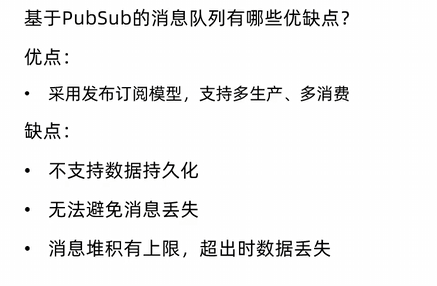 基于PubSub的消息队列有哪些优缺点?
优点：
• 采用发布订阅模型，支持多生产、多消费
缺点：
• 不支持数据持久化
• 无法避免消息丢失
• 消息堆积有上限，超出时数据丢失